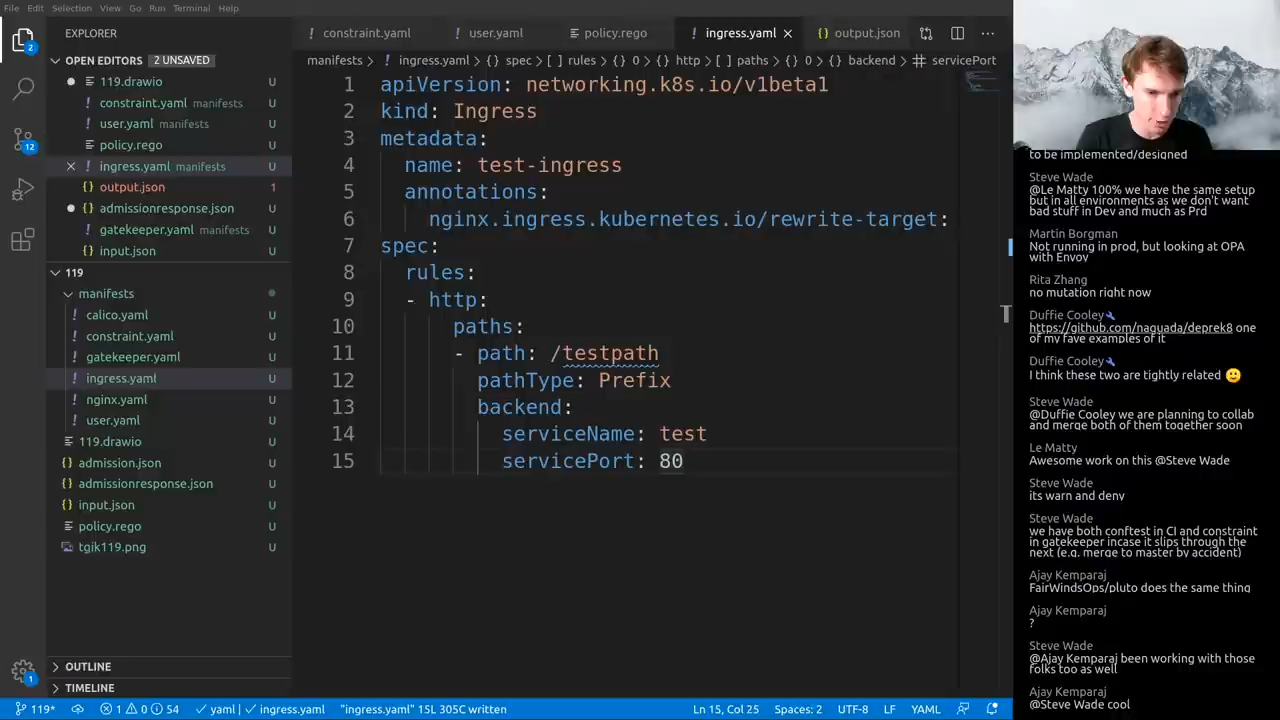 File Edit Selection View Go Run Terminal Help
EXPLORER
OPEN EDITORS 2 UNSAVED
119.drawio U
constraint.yaml manifests U
user.yaml manifests U
policy.rego U
ingress.yaml manifests U
output.json 1
admissionresponse.json U
gatekeeper.yaml manifests U
input.json U
119
manifests
calico.yaml U
constraint.yaml U
gatekeeper.yaml U
ingress.yaml U
nginx.yaml U
user.yaml U
119.drawio U
admission.json U
admissionresponse.json U
input.json U
policy.rego U
tgik119.png U
OUTLINE
TIMELINE
constraint.yaml user.yaml policy.rego ingress.yaml output.json
manifests > ingress.yaml > {} spec > [ ] rules > {} 0 > {} http > [ ] paths > {} 0 > {} backend > # servicePort
1 apiVersion: networking.k8s.io/v1beta1
2 kind: Ingress
3 metadata:
4 name: test-ingress
5 annotations:
6 nginx.ingress.kubernetes.io/rewrite-target:
7 spec:
8 rules:
9 - http:
10 paths:
11 - path: /testpath
12 pathType: Prefix
13 backend:
14 serviceName: test
15 servicePort: 80
to be implemented/designed
Steve Wade
@Le Matty 100% we have the same setup
but in all environments as we don't want
bad stuff in Dev and much as Prd
Martin Borgman
Not running in prod, but looking at OPA
with Envoy
Rita Zhang
no mutation right now
Duffie Cooley
https://github.com/naquada/deprek8 one
of my fave examples of it
Duffie Cooley
I think these two are tightly related 🙂
Steve Wade
@Duffie Cooley we are planning to collab
and merge both of them together soon
Le Matty
Awesome work on this @Steve Wade
Steve Wade
its warn and deny
Steve Wade
we have both conftest in CI and constraint
in gatekeeper incase it slips through the
next (e.g. merge to master by accident)
Ajay Kemparaj
FairWindsOps/pluto does the same thing
Ajay Kemparaj
?
Steve Wade
@Ajay Kemparaj been working with those
folks too as well
Ajay Kemparaj
@Steve Wade cool
2
12
1
119* 1 0 54 yaml | ingress.yaml "ingress.yaml" 15L 305C written Ln 15, Col 25 Spaces: 2 UTF-8 LF YAML